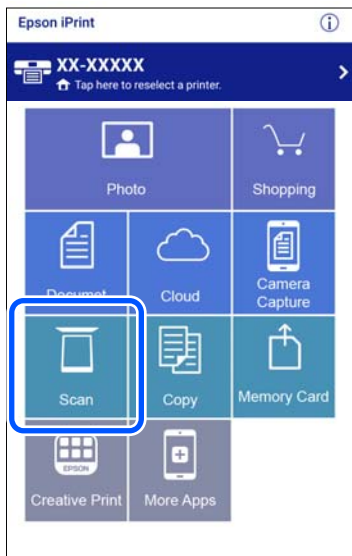 Epson iPrint
XX-XXXXX
Tap here to reselect a printer.
Photo
Shopping
Documet
Cloud
Camera
Capture
Scan
Copy
Memory Card
EPSON
Creative Print
More Apps